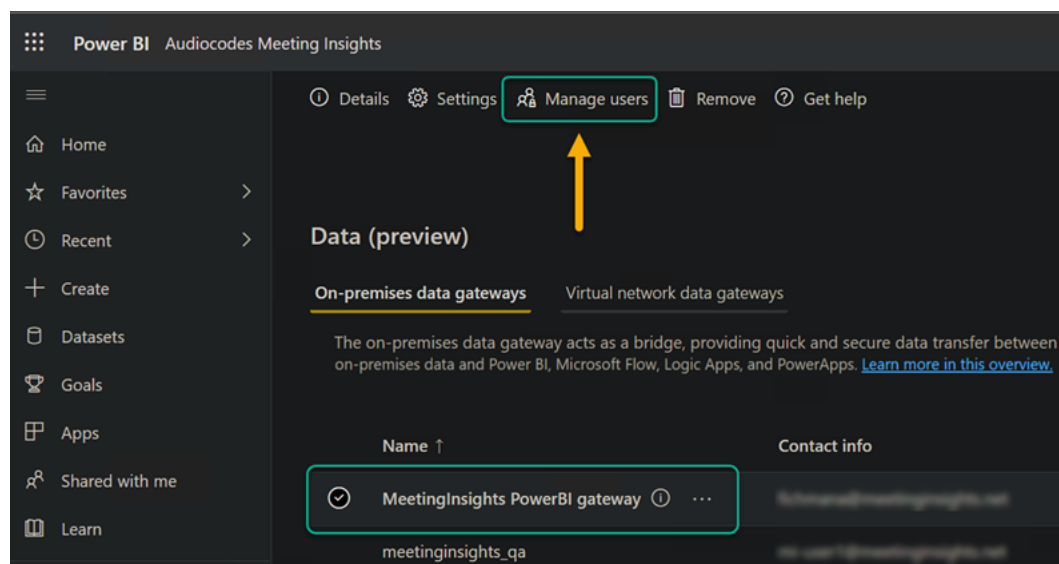 Power BI Audiocodes Meeting Insights
Details Settings Manage users Remove Get help
Home
Favorites
Recent
Create
Datasets
Goals
Apps
Shared with me
Learn
Data (preview)
On-premises data gateways Virtual network data gateways
The on-premises data gateway acts as a bridge, providing quick and secure data transfer between
on-premises data and Power BI, Microsoft Flow, Logic Apps, and PowerApps. Learn more in this overview.
Name ↑ Contact info
MeetingInsights PowerBI gateway ...
meetinginsights_qa